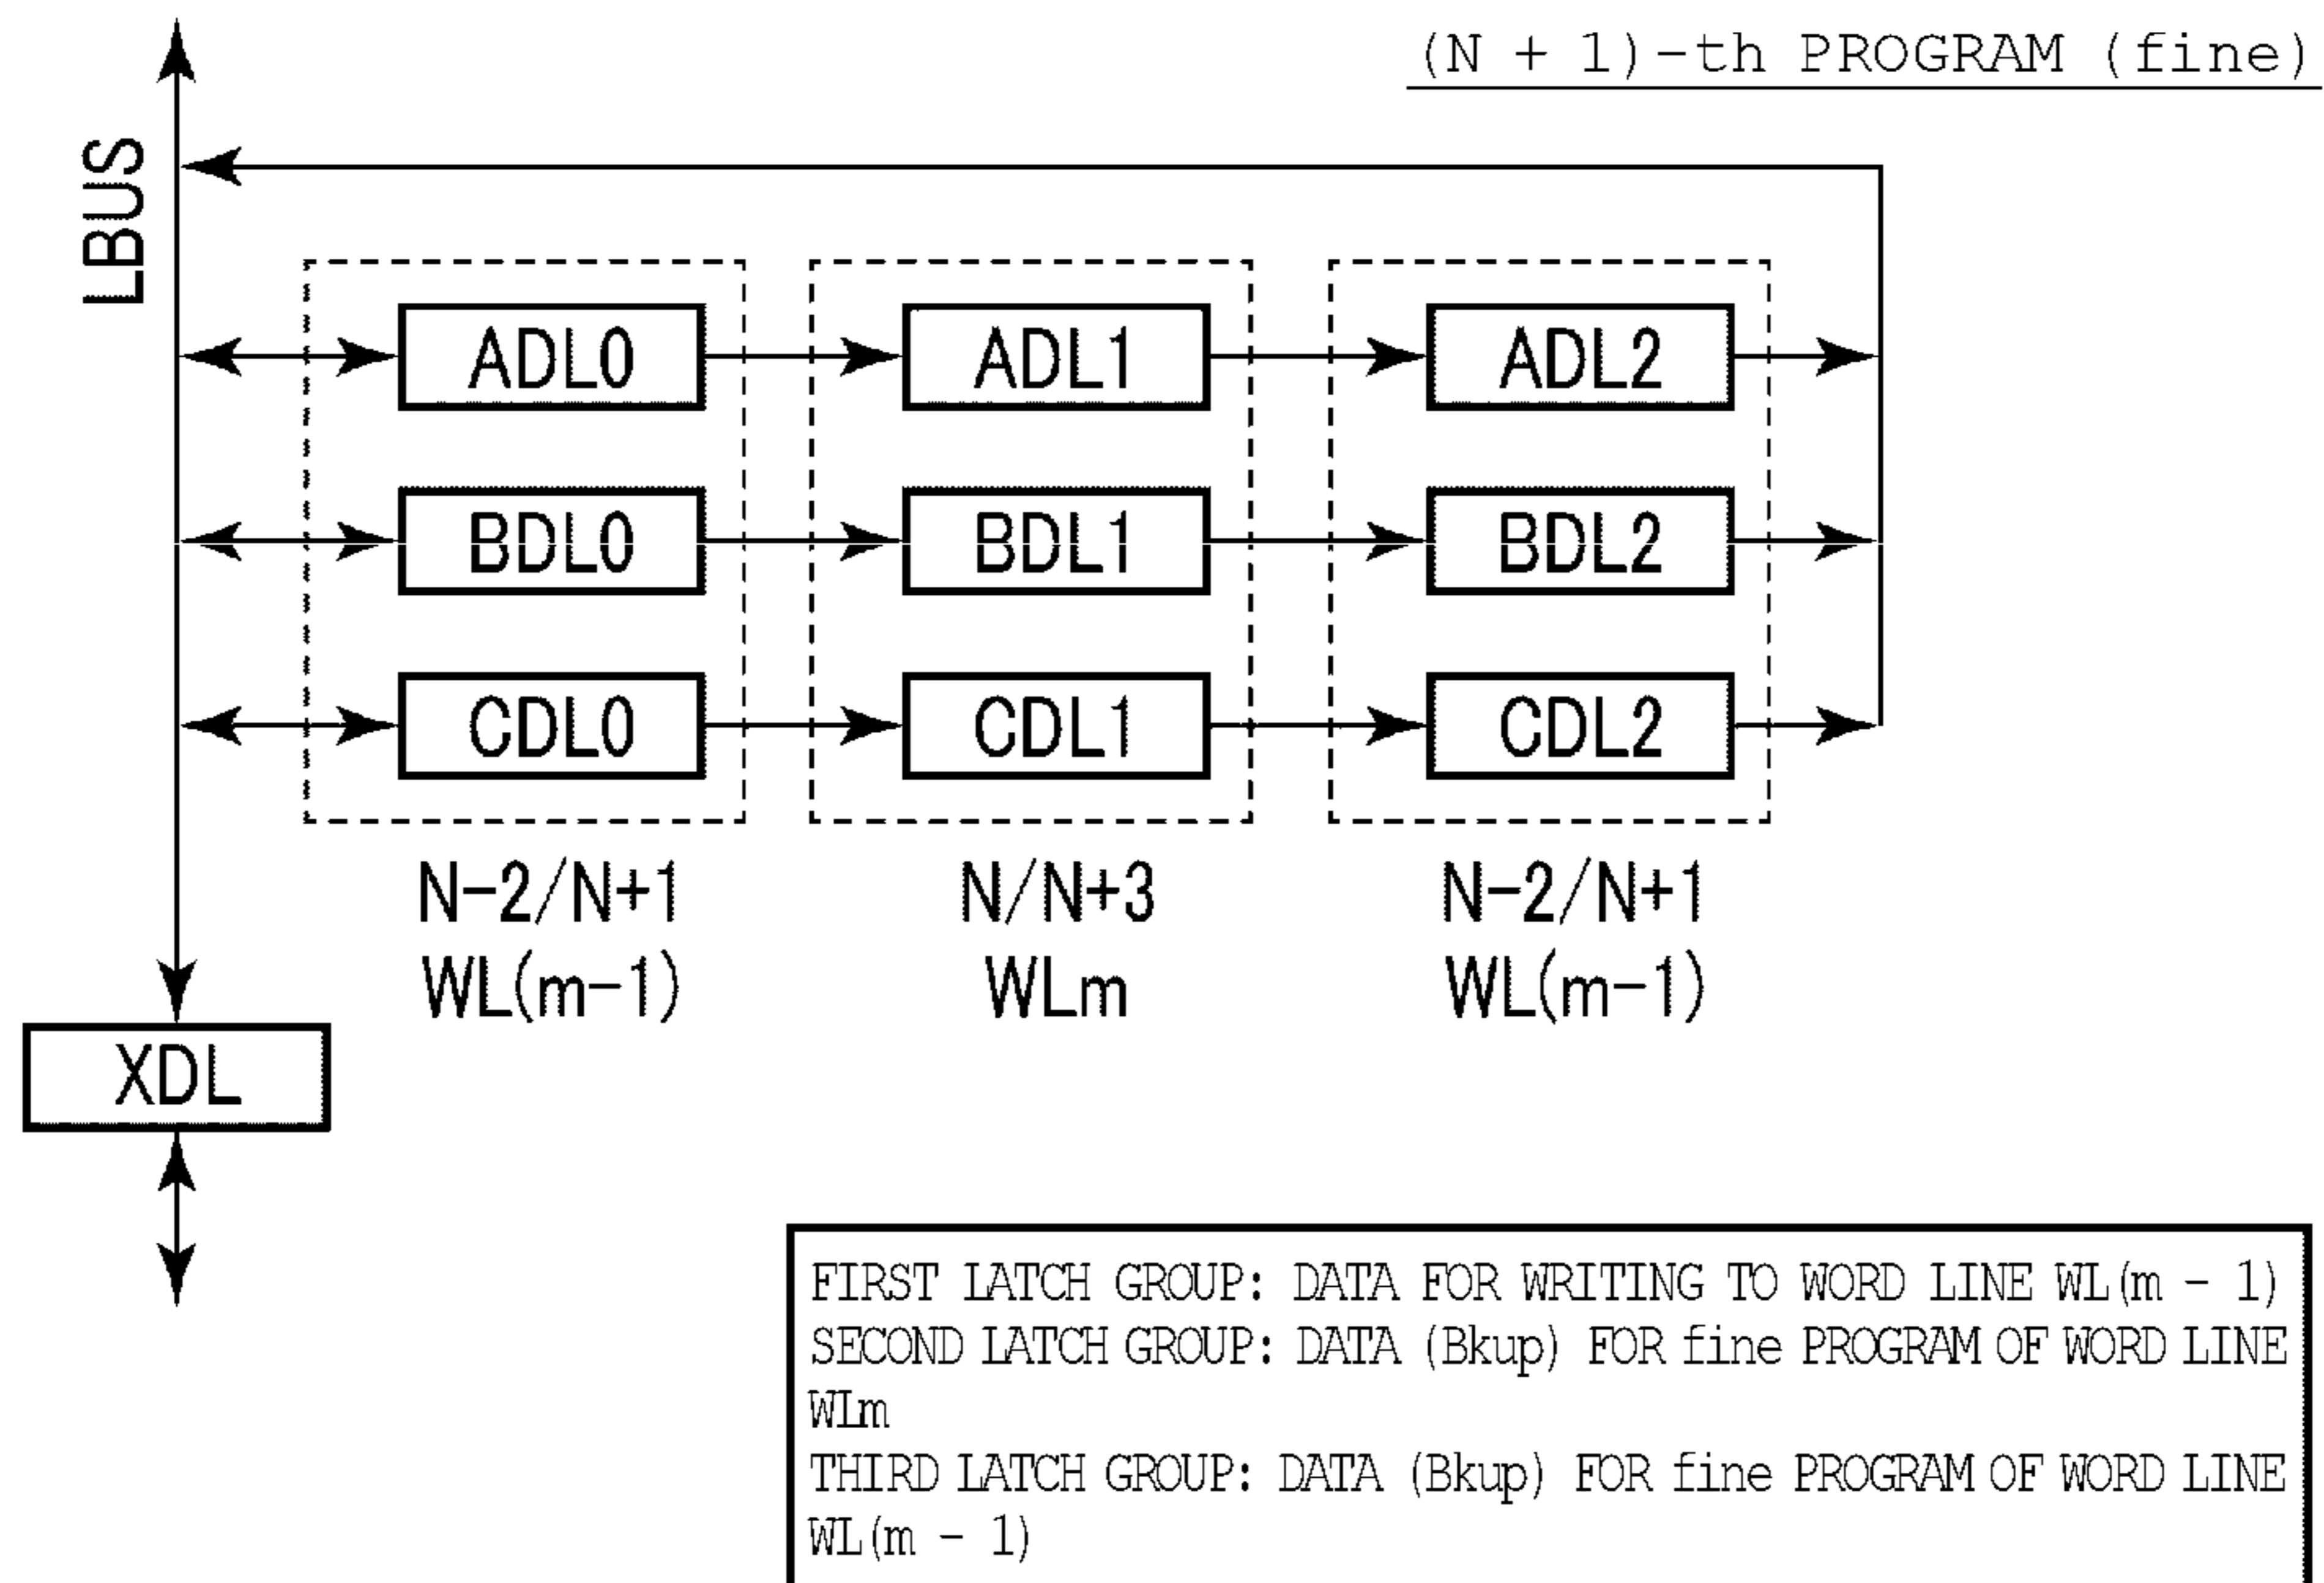 (N + 1)-th PROGRAM (fine)
LBUS
ADL0 ADL1 ADL2
BDL0 BDL1 BDL2
CDL0 CDL1 CDL2
N-2/N+1 N/N+3 N-2/N+1
WL(m-1) WLm WL(m-1)
XDL
FIRST LATCH GROUP: DATA FOR WRITING TO WORD LINE WL(m - 1)
SECOND LATCH GROUP: DATA (Bkup) FOR fine PROGRAM OF WORD LINE
WLm
THIRD LATCH GROUP: DATA (Bkup) FOR fine PROGRAM OF WORD LINE
WL(m - 1)